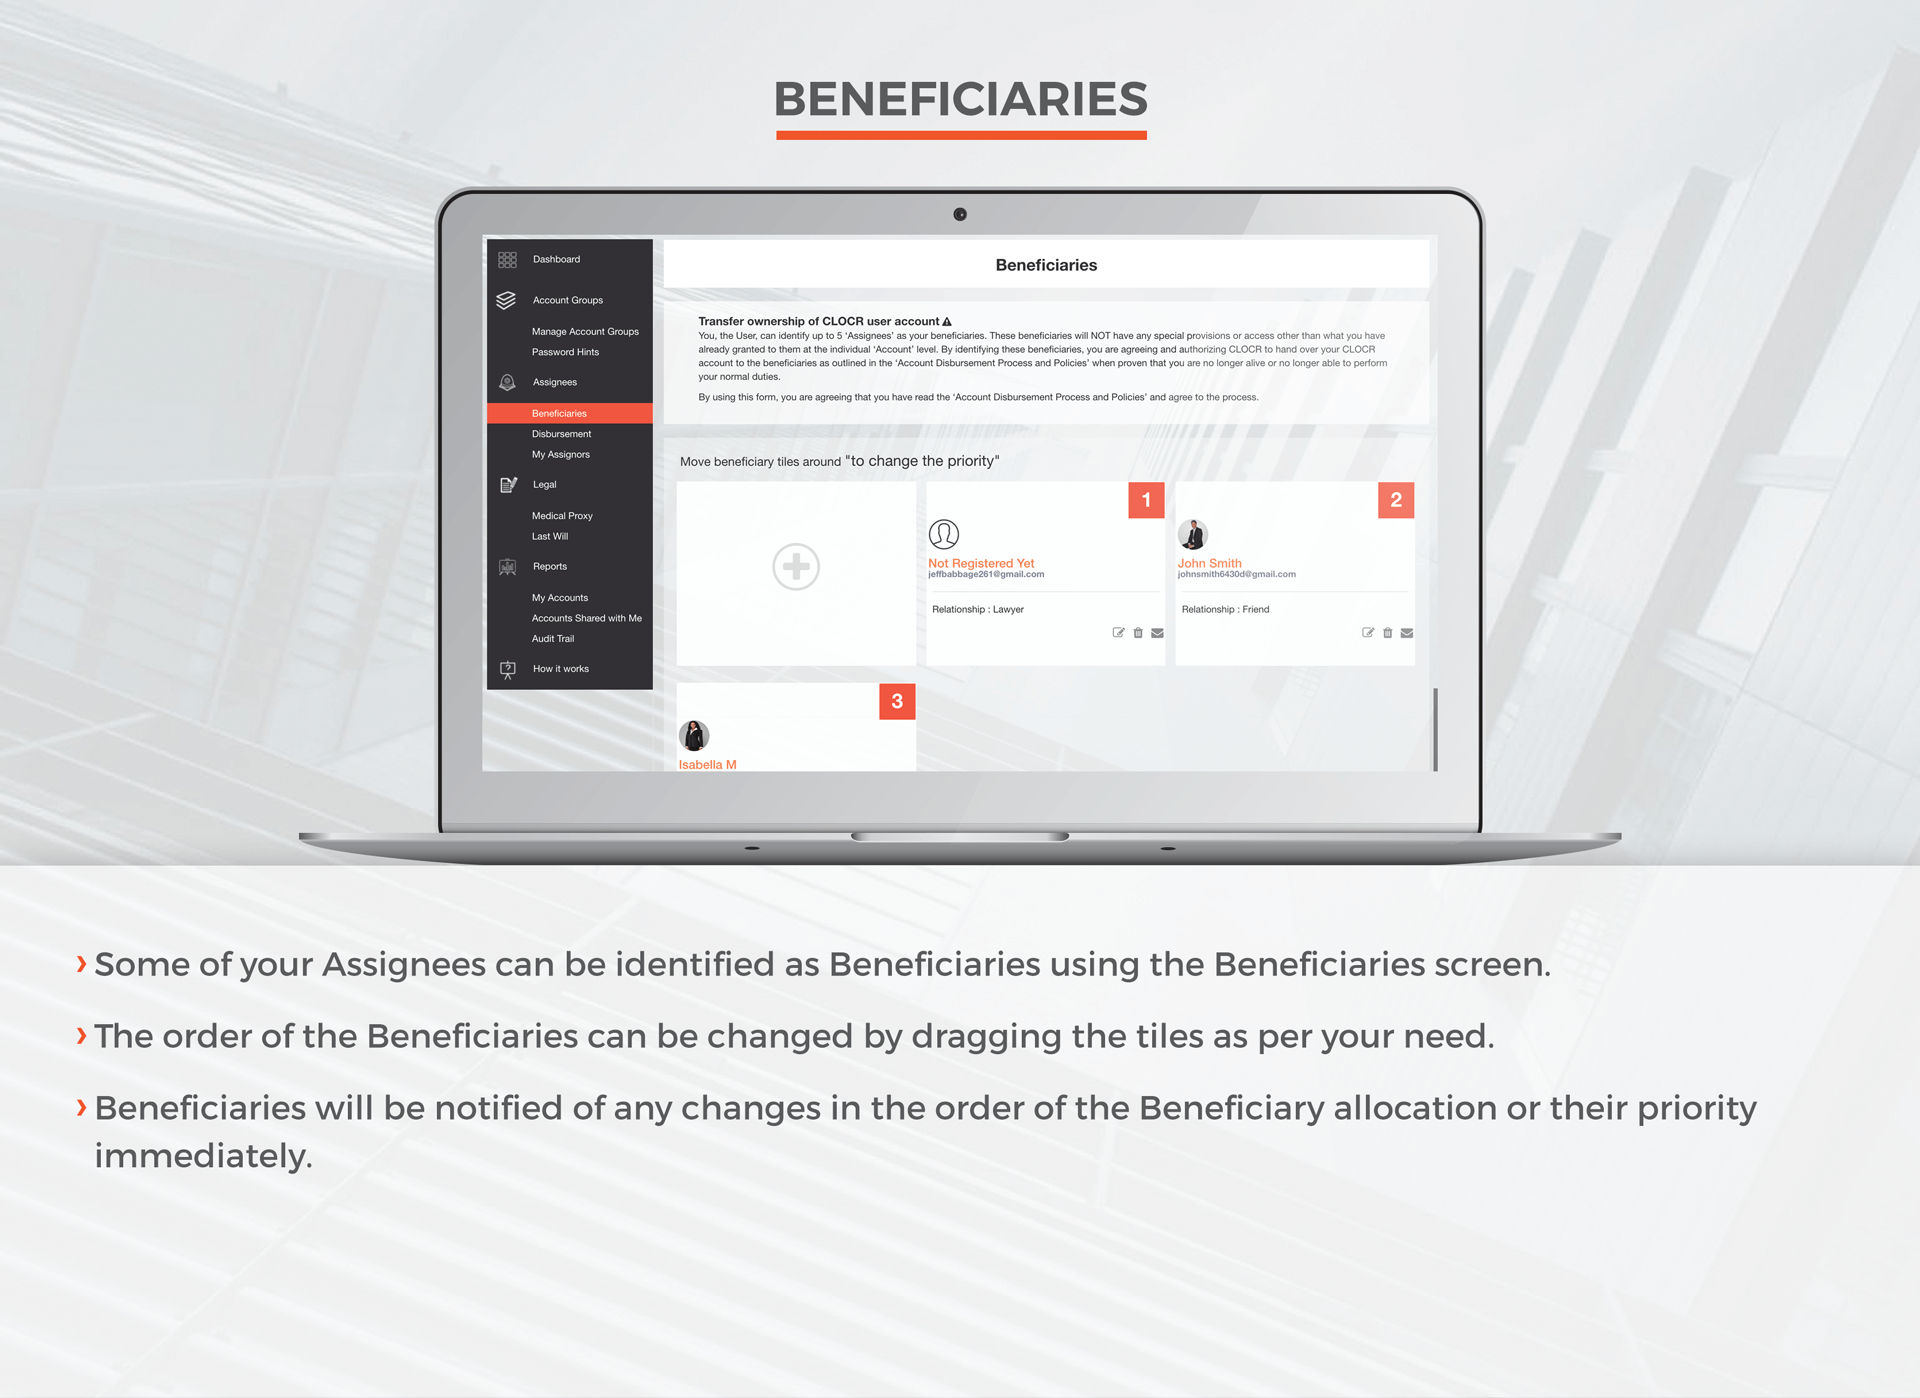 BENEFICIARIES
Dashboard
Account Groups
Manage Account Groups
Password Hints
Assignees
Beneficiaries
Disbursement
My Assignors
Legal
Medical Proxy
Last Will
Reports
My Accounts
Accounts Shared with Me
Audit Trail
How it works
Beneficiaries
Transfer ownership of CLOCR user account
You, the User, can identify up to 5 ‘Assignees’ as your beneficiaries. These beneficiaries will NOT have any special provisions or access other than what you have
already granted to them at the individual ‘Account’ level. By identifying these beneficiaries, you are agreeing and authorizing CLOCR to hand over your CLOCR
account to the beneficiaries as outlined in the ‘Account Disbursement Process and Policies’ when proven that you are no longer alive or no longer able to perform
your normal duties.
By using this form, you are agreeing that you have read the ‘Account Disbursement Process and Policies’ and agree to the process.
Move beneficiary tiles around "to change the priority"
1
Not Registered Yet
jeffbabbage261@gmail.com
Relationship : Lawyer
2
John Smith
johnsmith6430d@gmail.com
Relationship : Friend
3
Isabella M
› Some of your Assignees can be identified as Beneficiaries using the Beneficiaries screen.
› The order of the Beneficiaries can be changed by dragging the tiles as per your need.
› Beneficiaries will be notified of any changes in the order of the Beneficiary allocation or their priority
immediately.